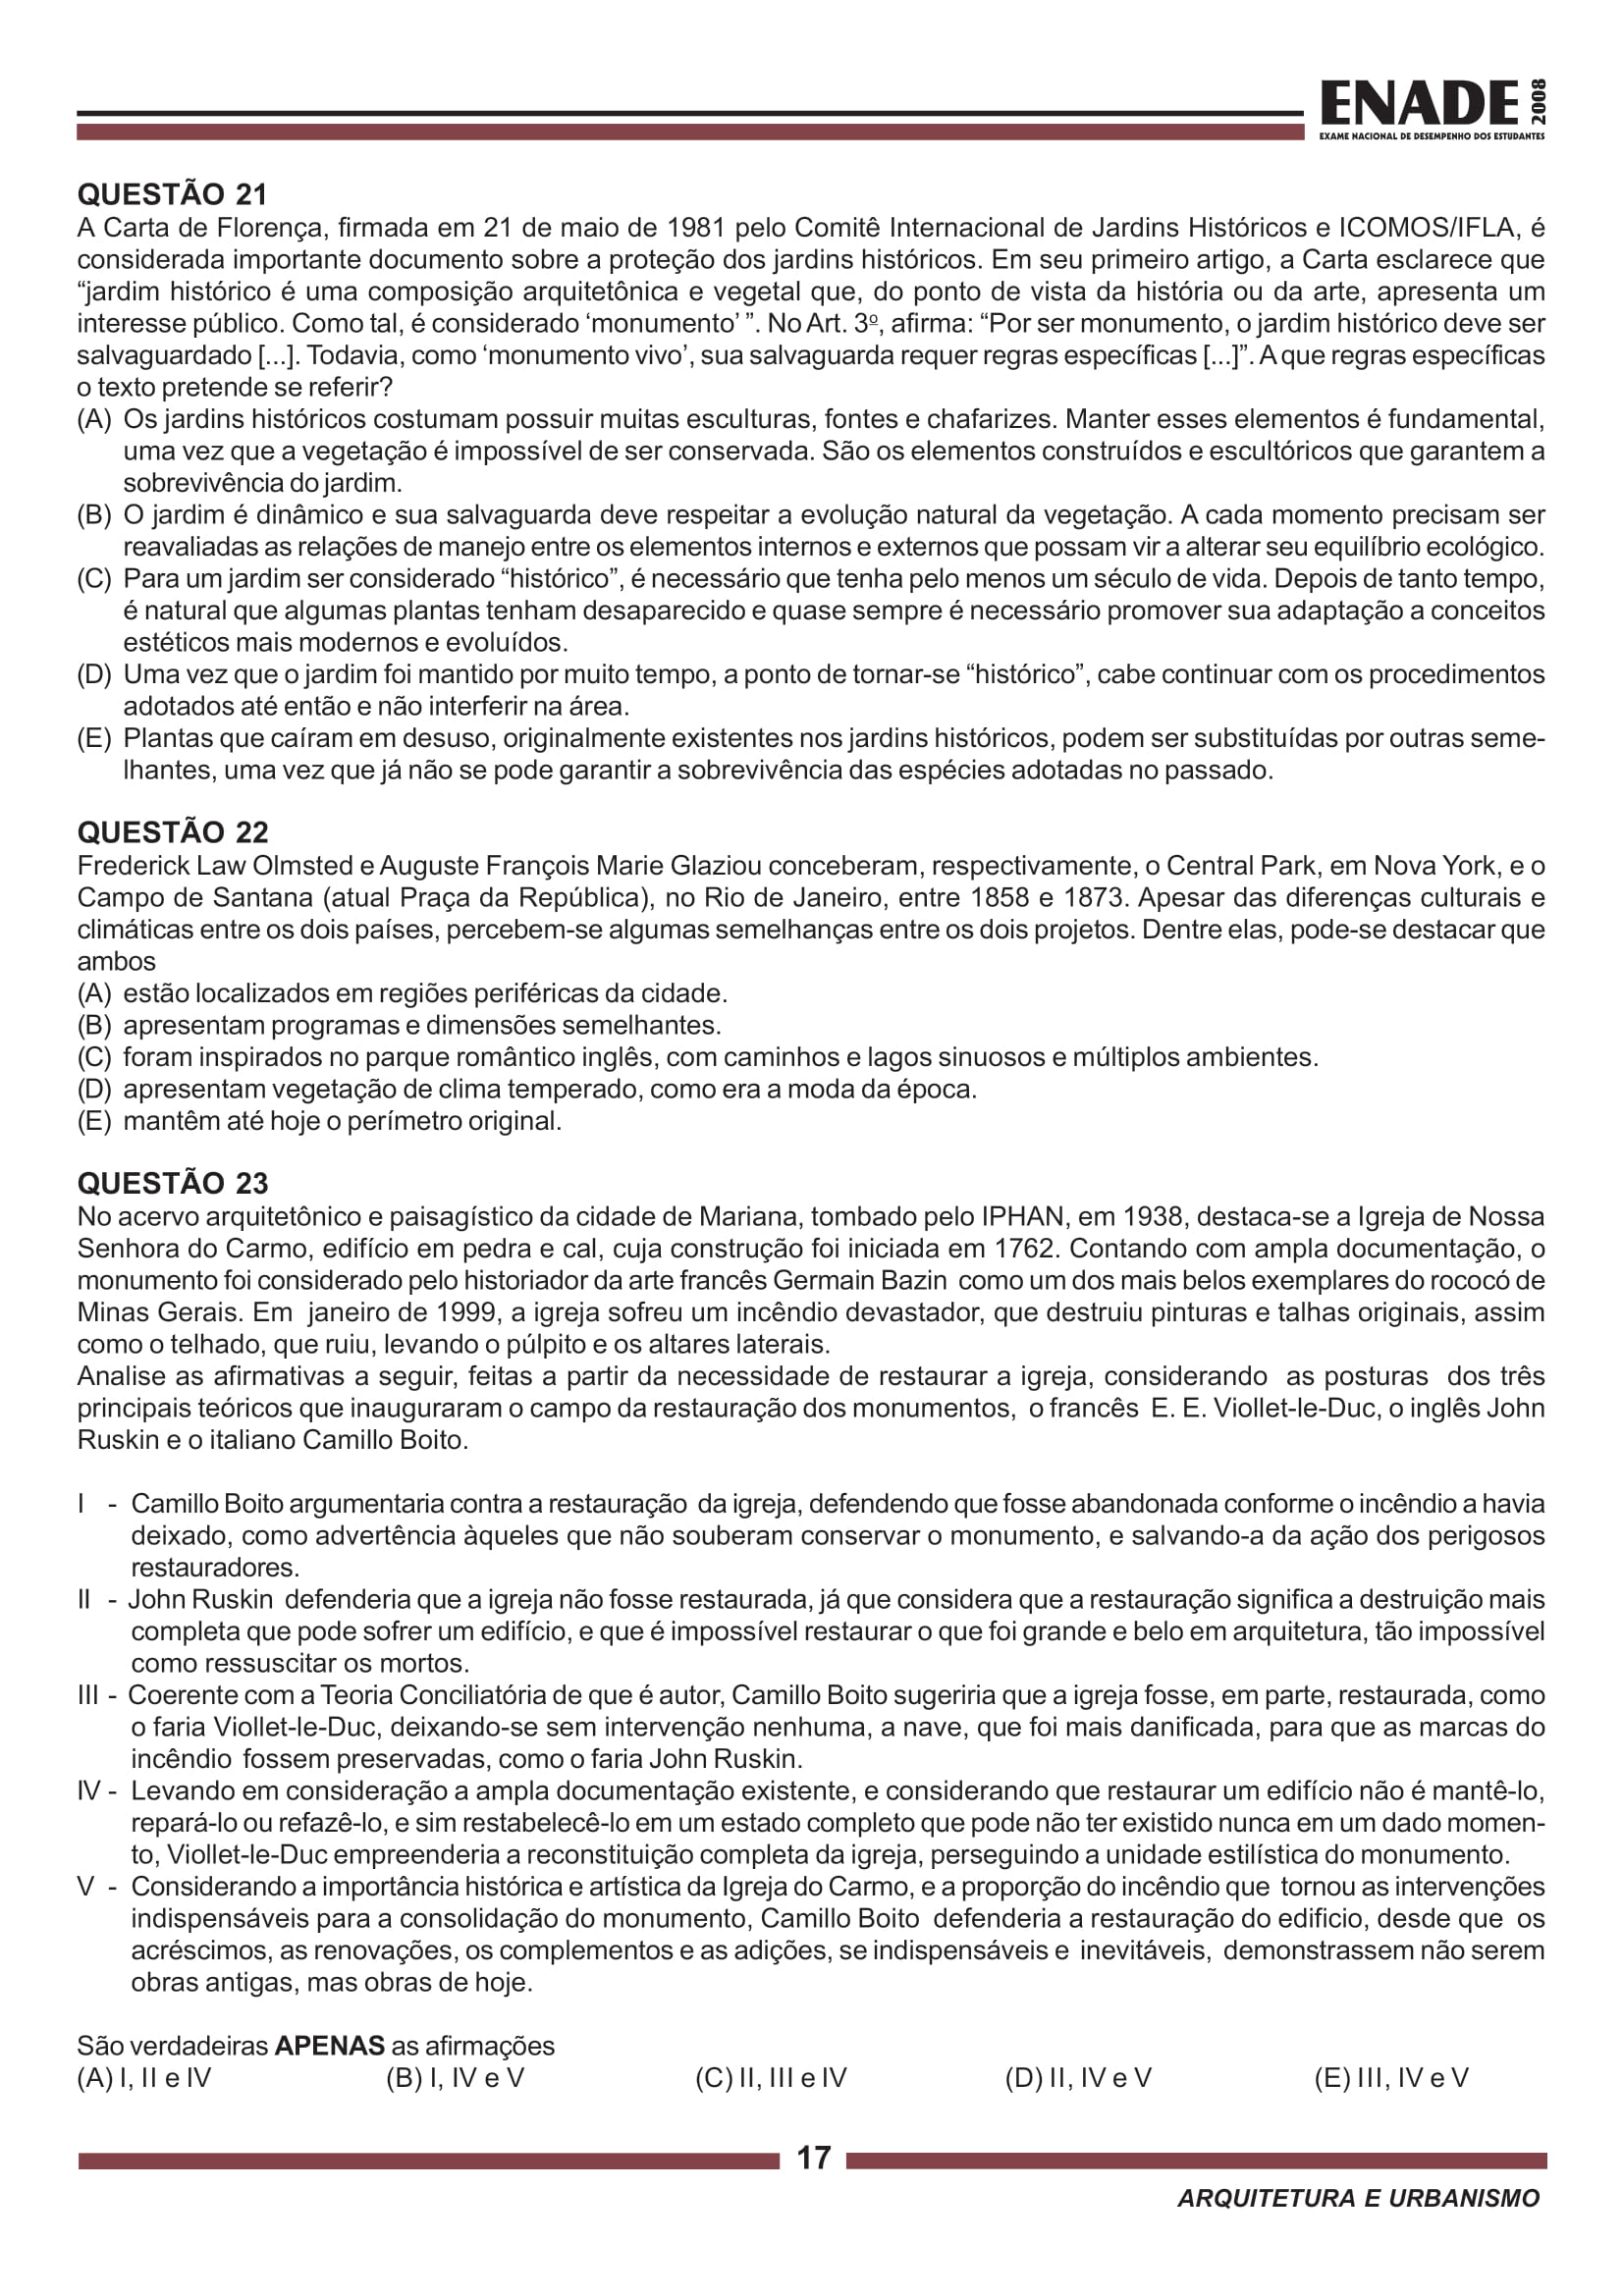 ENADE 2008
EXAME NACIONAL DE DESEMPENHO DOS ESTUDANTES
QUESTÃO 21
A Carta de Florença, firmada em 21 de maio de 1981 pelo Comitê Internacional de Jardins Históricos e ICOMOS/IFLA, é
considerada importante documento sobre a proteção dos jardins históricos. Em seu primeiro artigo, a Carta esclarece que
“jardim histórico é uma composição arquitetônica e vegetal que, do ponto de vista da história ou da arte, apresenta um
interesse público. Como tal, é considerado ‘monumento’ ”. No Art. 3º, afirma: “Por ser monumento, o jardim histórico deve ser
salvaguardado [...]. Todavia, como ‘monumento vivo’, sua salvaguarda requer regras específicas [...]”. A que regras específicas
o texto pretende se referir?
(A) Os jardins históricos costumam possuir muitas esculturas, fontes e chafarizes. Manter esses elementos é fundamental,
uma vez que a vegetação é impossível de ser conservada. São os elementos construídos e escultóricos que garantem a
sobrevivência do jardim.
(B) O jardim é dinâmico e sua salvaguarda deve respeitar a evolução natural da vegetação. A cada momento precisam ser
reavaliadas as relações de manejo entre os elementos internos e externos que possam vir a alterar seu equilíbrio ecológico.
(C) Para um jardim ser considerado “histórico”, é necessário que tenha pelo menos um século de vida. Depois de tanto tempo,
é natural que algumas plantas tenham desaparecido e quase sempre é necessário promover sua adaptação a conceitos
estéticos mais modernos e evoluídos.
(D) Uma vez que o jardim foi mantido por muito tempo, a ponto de tornar-se “histórico”, cabe continuar com os procedimentos
adotados até então e não interferir na área.
(E) Plantas que caíram em desuso, originalmente existentes nos jardins históricos, podem ser substituídas por outras seme-
lhantes, uma vez que já não se pode garantir a sobrevivência das espécies adotadas no passado.
QUESTÃO 22
Frederick Law Olmsted e Auguste François Marie Glaziou conceberam, respectivamente, o Central Park, em Nova York, e o
Campo de Santana (atual Praça da República), no Rio de Janeiro, entre 1858 e 1873. Apesar das diferenças culturais e
climáticas entre os dois países, percebem-se algumas semelhanças entre os dois projetos. Dentre elas, pode-se destacar que
ambos
(A) estão localizados em regiões periféricas da cidade.
(B) apresentam programas e dimensões semelhantes.
(C) foram inspirados no parque romântico inglês, com caminhos e lagos sinuosos e múltiplos ambientes.
(D) apresentam vegetação de clima temperado, como era a moda da época.
(E) mantêm até hoje o perímetro original.
QUESTÃO 23
No acervo arquitetônico e paisagístico da cidade de Mariana, tombado pelo IPHAN, em 1938, destaca-se a Igreja de Nossa
Senhora do Carmo, edifício em pedra e cal, cuja construção foi iniciada em 1762. Contando com ampla documentação, o
monumento foi considerado pelo historiador da arte francês Germain Bazin como um dos mais belos exemplares do rococó de
Minas Gerais. Em janeiro de 1999, a igreja sofreu um incêndio devastador, que destruiu pinturas e talhas originais, assim
como o telhado, que ruiu, levando o púlpito e os altares laterais.
Analise as afirmativas a seguir, feitas a partir da necessidade de restaurar a igreja, considerando as posturas dos três
principais teóricos que inauguraram o campo da restauração dos monumentos, o francês E. E. Viollet-le-Duc, o inglês John
Ruskin e o italiano Camillo Boito.
I - Camillo Boito argumentaria contra a restauração da igreja, defendendo que fosse abandonada conforme o incêndio a havia
deixado, como advertência àqueles que não souberam conservar o monumento, e salvando-a da ação dos perigosos
restauradores.
II - John Ruskin defenderia que a igreja não fosse restaurada, já que considera que a restauração significa a destruição mais
completa que pode sofrer um edifício, e que é impossível restaurar o que foi grande e belo em arquitetura, tão impossível
como ressuscitar os mortos.
III - Coerente com a Teoria Conciliatória de que é autor, Camillo Boito sugeriria que a igreja fosse, em parte, restaurada, como
o faria Viollet-le-Duc, deixando-se sem intervenção nenhuma, a nave, que foi mais danificada, para que as marcas do
incêndio fossem preservadas, como o faria John Ruskin.
IV - Levando em consideração a ampla documentação existente, e considerando que restaurar um edifício não é mantê-lo,
repará-lo ou refazê-lo, e sim restabelecê-lo em um estado completo que pode não ter existido nunca em um dado momen-
to, Viollet-le-Duc empreenderia a reconstituição completa da igreja, perseguindo a unidade estilística do monumento.
V - Considerando a importância histórica e artística da Igreja do Carmo, e a proporção do incêndio que tornou as intervenções
indispensáveis para a consolidação do monumento, Camillo Boito defenderia a restauração do edificio, desde que os
acréscimos, as renovações, os complementos e as adições, se indispensáveis e inevitáveis, demonstrassem não serem
obras antigas, mas obras de hoje.
São verdadeiras APENAS as afirmações
(A) I, II e IV (B) I, IV e V (C) II, III e IV (D) II, IV e V (E) III, IV e V
17
ARQUITETURA E URBANISMO